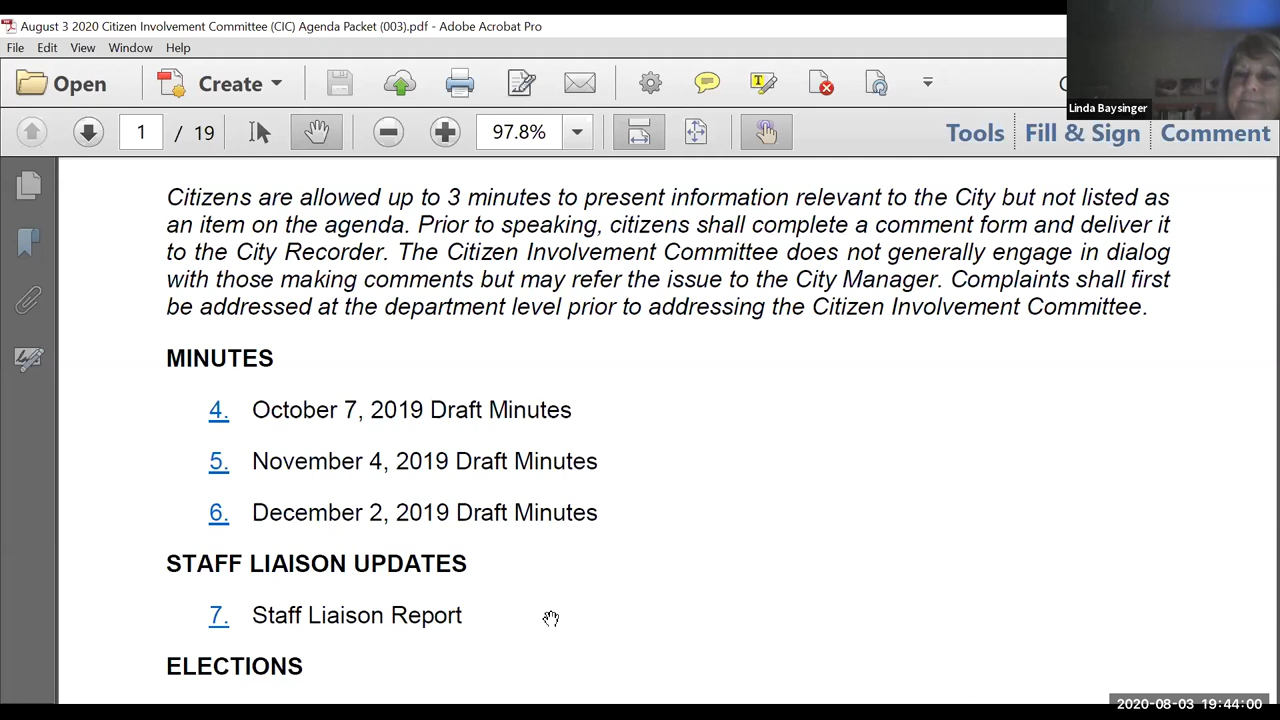 August 3 2020 Citizen Involvement Committee (CIC) Agenda Packet (003).pdf - Adobe Acrobat Pro
File Edit View Window Help
Open Create
Linda Baysinger
1 / 19 97.8% Tools Fill & Sign Comment
Citizens are allowed up to 3 minutes to present information relevant to the City but not listed as
an item on the agenda. Prior to speaking, citizens shall complete a comment form and deliver it
to the City Recorder. The Citizen Involvement Committee does not generally engage in dialog
with those making comments but may refer the issue to the City Manager. Complaints shall first
be addressed at the department level prior to addressing the Citizen Involvement Committee.
MINUTES
4. October 7, 2019 Draft Minutes
5. November 4, 2019 Draft Minutes
6. December 2, 2019 Draft Minutes
STAFF LIAISON UPDATES
7. Staff Liaison Report
ELECTIONS
2020-08-03 19:44:00